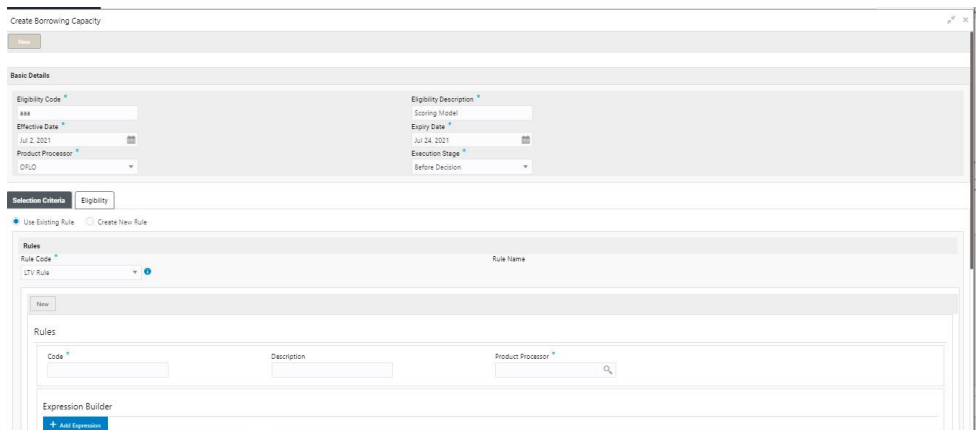 Create Borrowing Capacity
New
Basic Details
Eligibility Code * Eligibility Description *
aaa Scoring Model
Effective Date * Expiry Date *
Jul 2, 2021 Jul 24, 2021
Product Processor * Execution Stage *
OFLO Before Decision
Selection Criteria Eligibility
Use Existing Rule Create New Rule
Rules
Rule Code * Rule Name
LTV Rule
New
Rules
Code * Description Product Processor *
Expression Builder
+ Add Expression